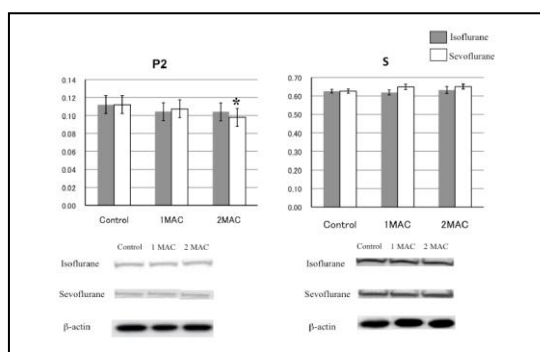 Isoflurane
Sevoflurane
P2
S
0.14
0.12
0.10
0.08
0.06
0.04
0.02
0.00
*
Control 1MAC 2MAC
0.70
0.60
0.50
0.40
0.30
0.20
0.10
0.00
Control 1MAC 2MAC
Control 1 MAC 2 MAC
Isoflurane
Sevoflurane
β-actin
Control 1 MAC 2 MAC
Isoflurane
Sevoflurane
β-actin